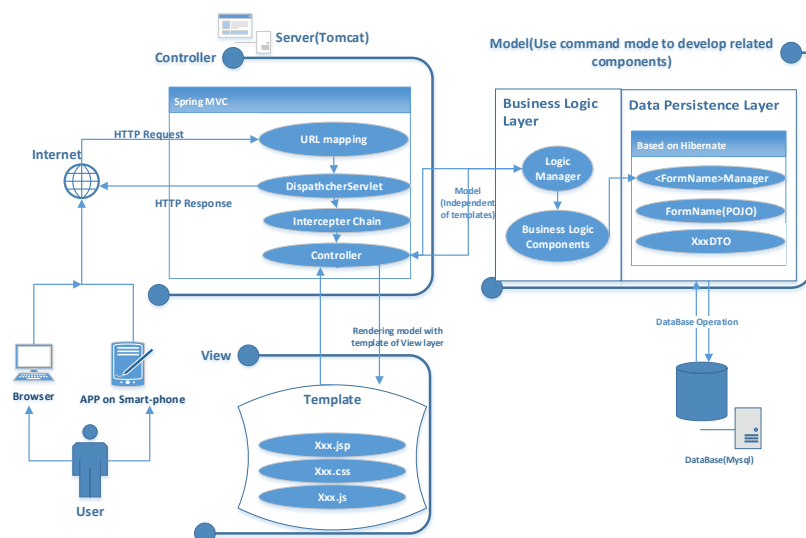 Server(Tomcat)
Controller
Model(Use command mode to develop related
components)
Spring MVC
Business Logic
Layer
Data Persistence Layer
HTTP Request
URL mapping
Based on Hibernate
Internet
Logic
Manager
<FormName>Manager
DispathcherServlet
HTTP Response
Model
(Independent
of templates)
FormName(POJO)
Intercepter Chain
Business Logic
Components
XxxDTO
Controller
DataBase Operation
Rendering model with
template of View layer
View
Browser
APP on Smart-phone
Template
Xxx.jsp
Xxx.css
Xxx.js
DataBase(Mysql)
User